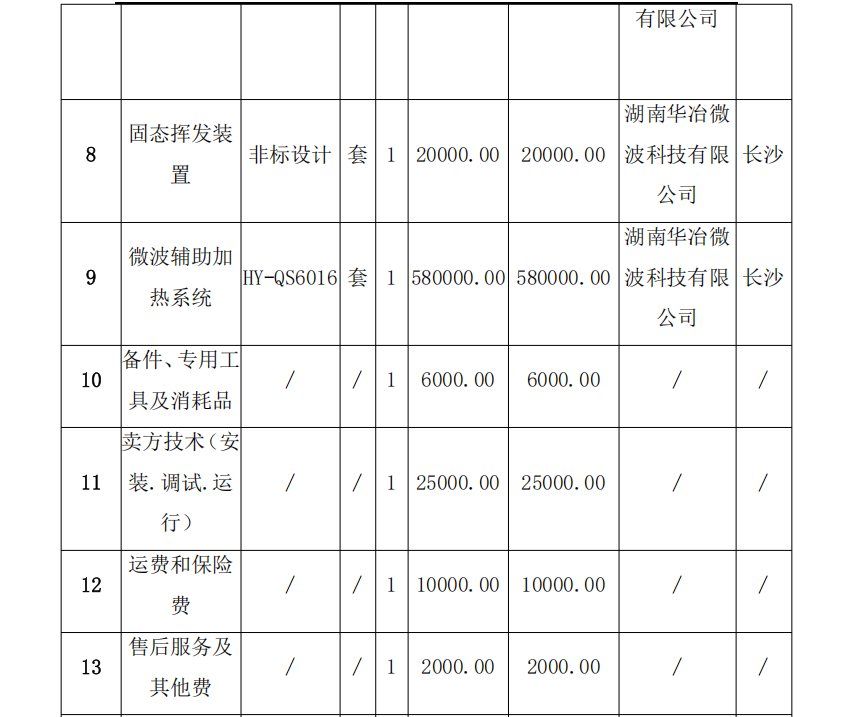 有限公司
8 固态挥发装置 非标设计 套 1 20000.00 20000.00 湖南华冶微波科技有限公司 长沙
9 微波辅助加热系统 HY-QS6016 套 1 580000.00 580000.00 湖南华冶微波科技有限公司 长沙
10 备件、专用工具及消耗品 / / 1 6000.00 6000.00 / /
11 卖方技术（安装.调试.运行） / / 1 25000.00 25000.00 / /
12 运费和保险费 / / 1 10000.00 10000.00 / /
13 售后服务及其他费 / / 1 2000.00 2000.00 / /